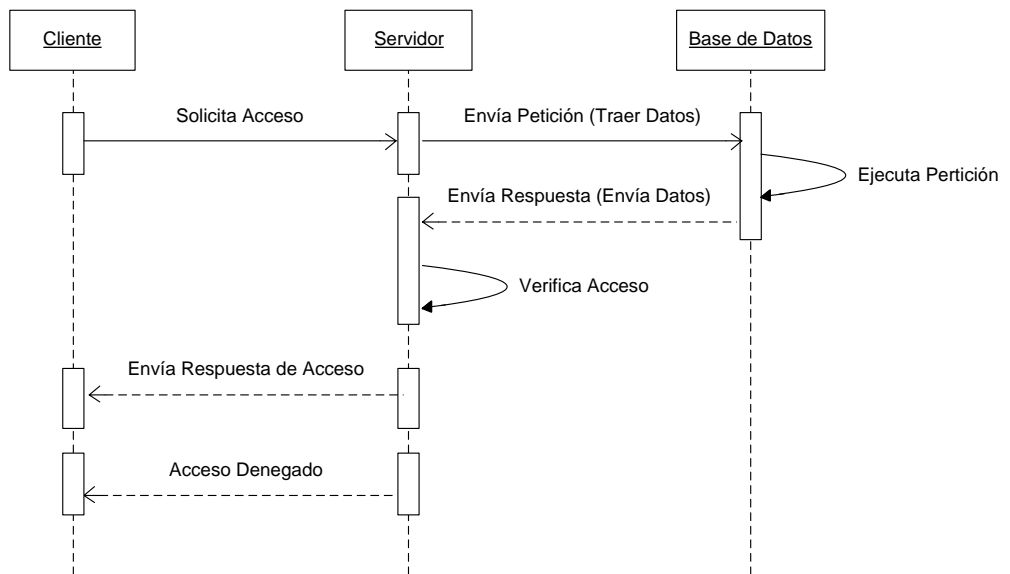 Cliente
Servidor
Base de Datos
Solicita Acceso
Envía Petición (Traer Datos)
Ejecuta Pertición
Envía Respuesta (Envía Datos)
Verifica Acceso
Envía Respuesta de Acceso
Acceso Denegado